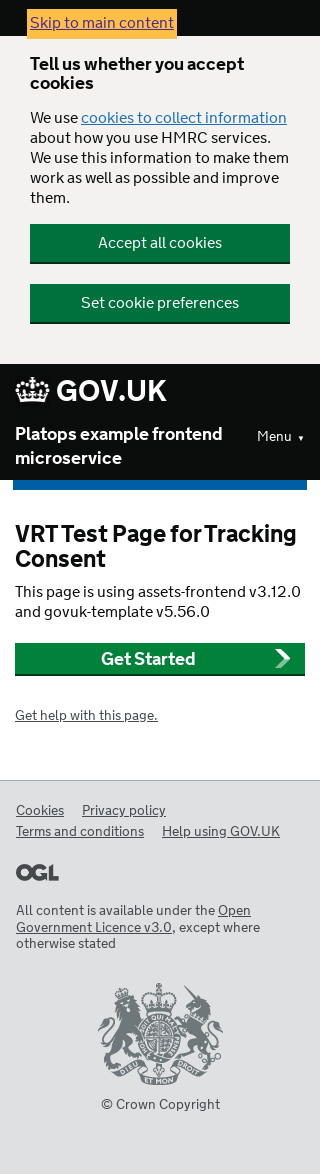 Skip to main content
Tell us whether you accept
cookies
We use cookies to collect information
about how you use HMRC services.
We use this information to make them
work as well as possible and improve
them.
Accept all cookies
Set cookie preferences
GOV.UK
Platops example frontend
microservice
Menu ▼
VRT Test Page for Tracking
Consent
This page is using assets-frontend v3.12.0
and govuk-template v5.56.0
Get Started
Get help with this page.
Cookies Privacy policy
Terms and conditions Help using GOV.UK
OGL
All content is available under the Open
Government Licence v3.0, except where
otherwise stated
DIEU ET MON DROIT
© Crown Copyright